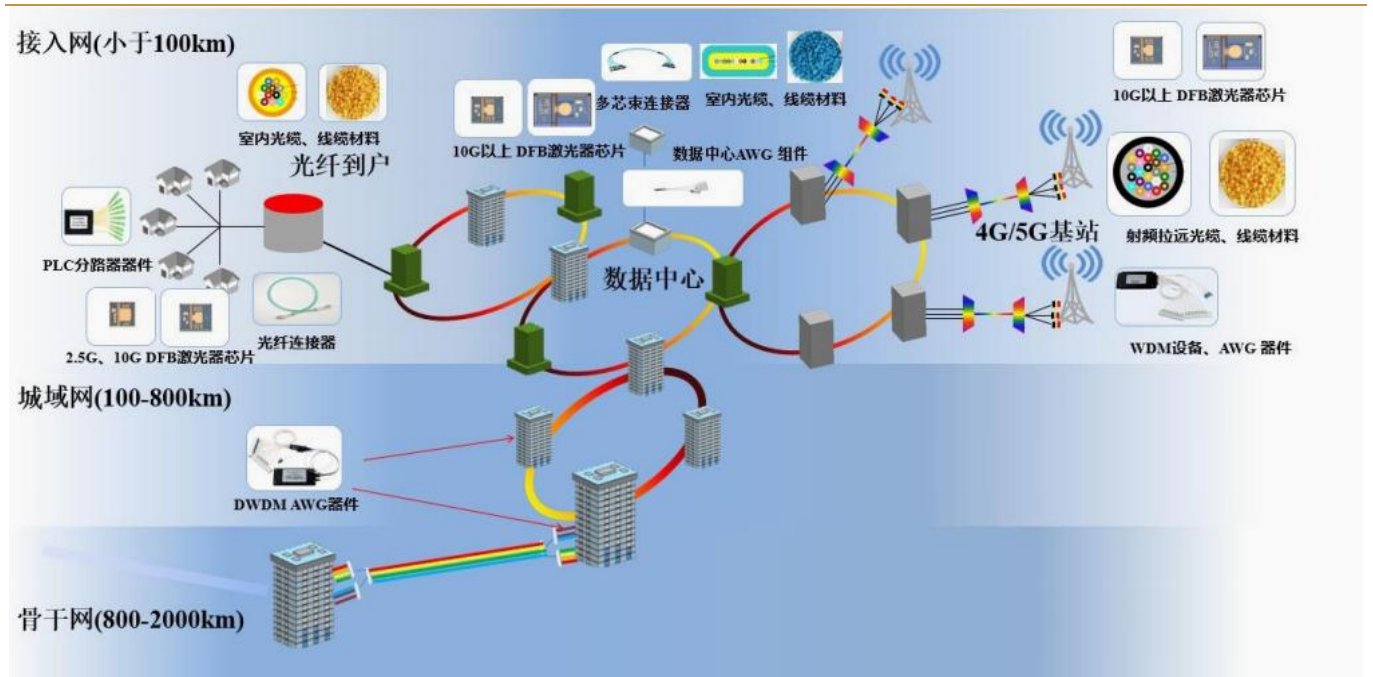 接入网(小于100km)
多芯束连接器
室内光缆、线缆材料
10G以上 DFB激光器芯片
室内光缆、线缆材料
光纤到户
10G以上 DFB激光器芯片
数据中心AWG 组件
PLC分路器器件
数据中心
4G/5G基站
射频拉远光缆、线缆材料
2.5G、10G DFB激光器芯片
光纤连接器
WDM设备、AWG 器件
城域网(100-800km)
DWDM AWG器件
骨干网(800-2000km)